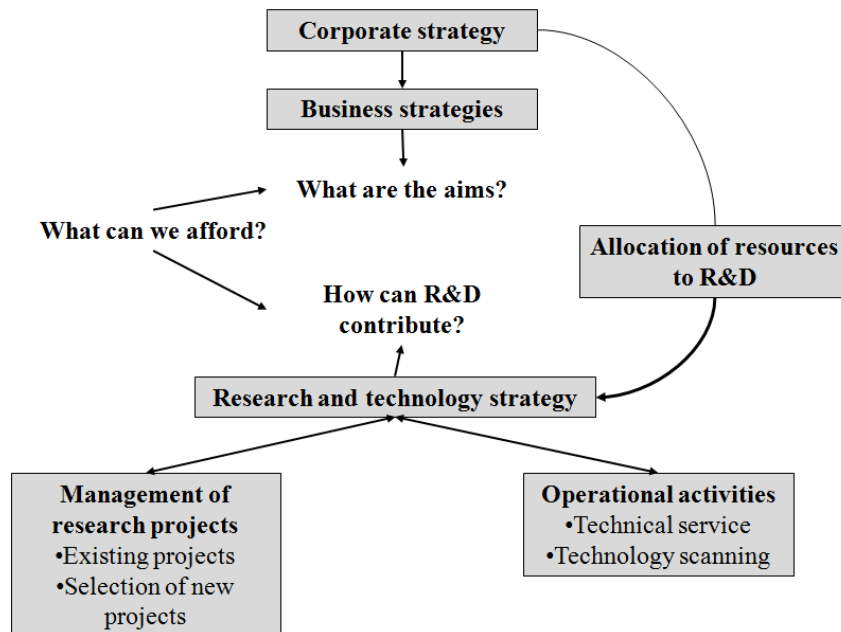 Corporate strategy
Business strategies
What are the aims?
What can we afford?
Allocation of resources
to R&D
How can R&D
contribute?
Research and technology strategy
Management of
research projects
•Existing projects
•Selection of new
projects
Operational activities
•Technical service
•Technology scanning